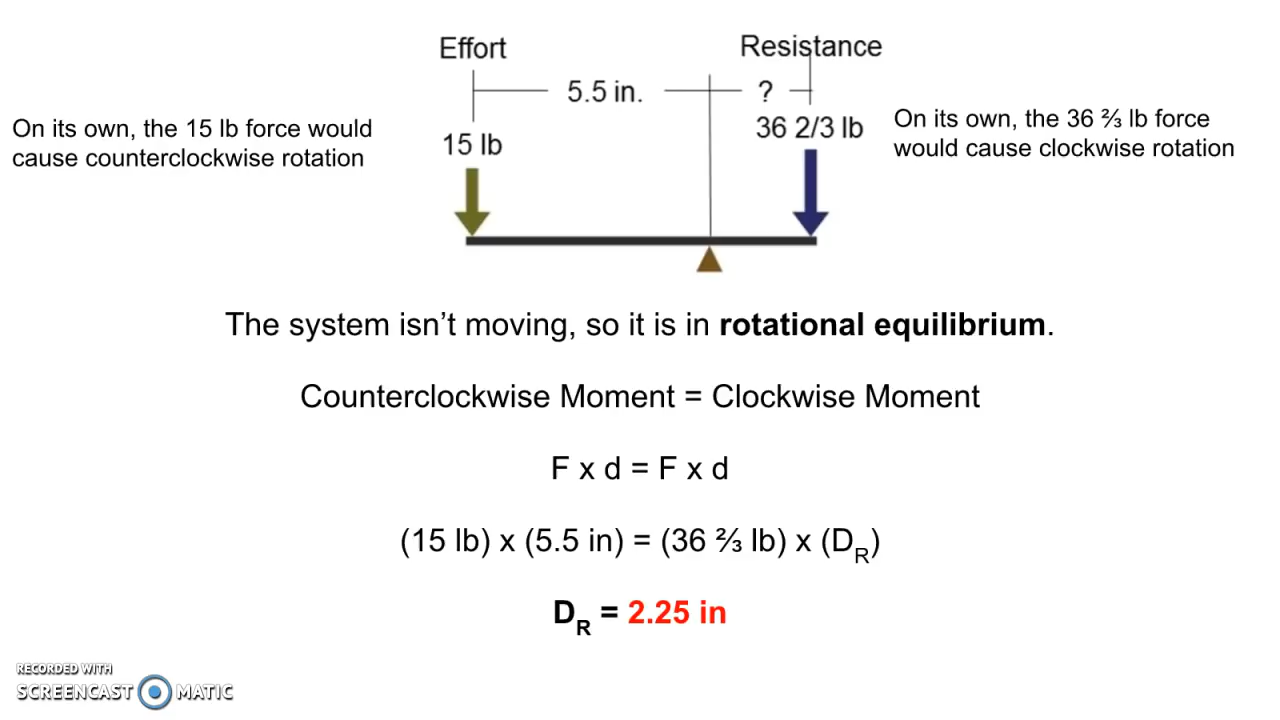 Effort
Resistance
5.5 in.
?
On its own, the 15 lb force would
cause counterclockwise rotation
15 lb
36 2/3 lb
On its own, the 36 ⅔ lb force
would cause clockwise rotation
The system isn’t moving, so it is in rotational equilibrium.
Counterclockwise Moment = Clockwise Moment
F x d = F x d
(15 lb) x (5.5 in) = (36 ⅔ lb) x (DR)
DR = 2.25 in
RECORDED WITH
SCREENCAST MATIC